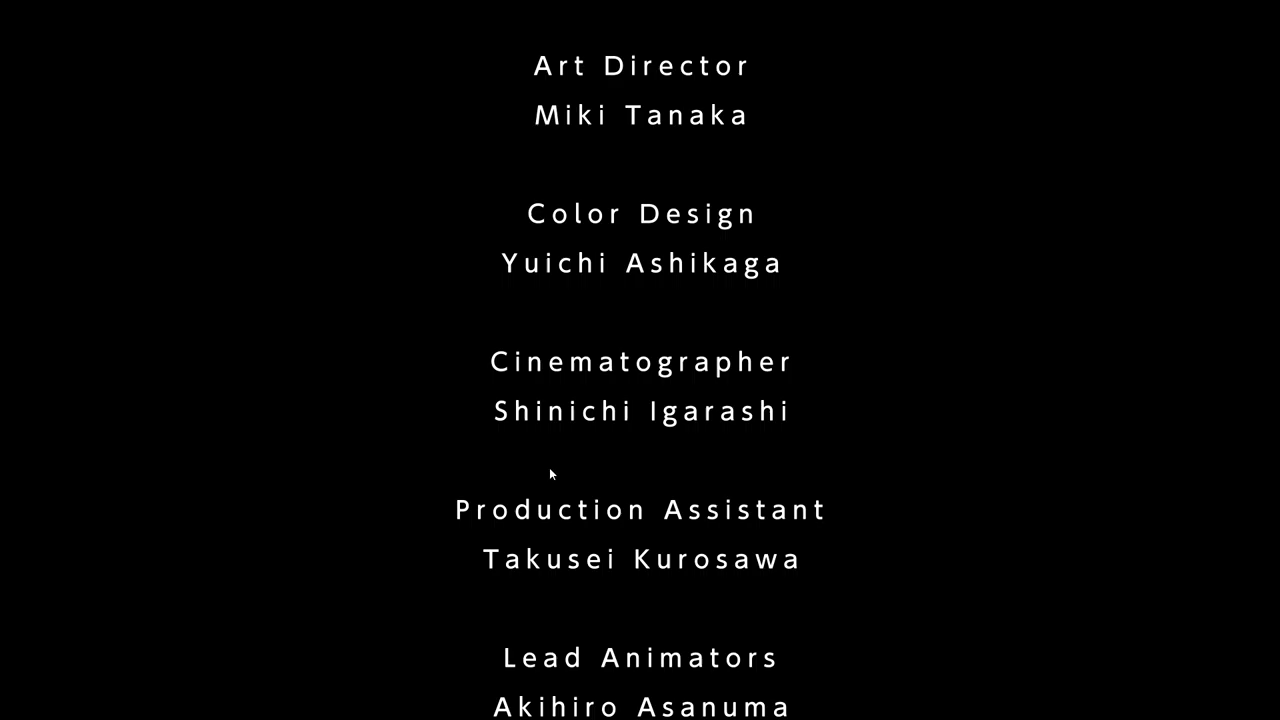 Art Director
Miki Tanaka
Color Design
Yuichi Ashikaga
Cinematographer
Shinichi Igarashi
Production Assistant
Takusei Kurosawa
Lead Animators
Akihiro Asanuma